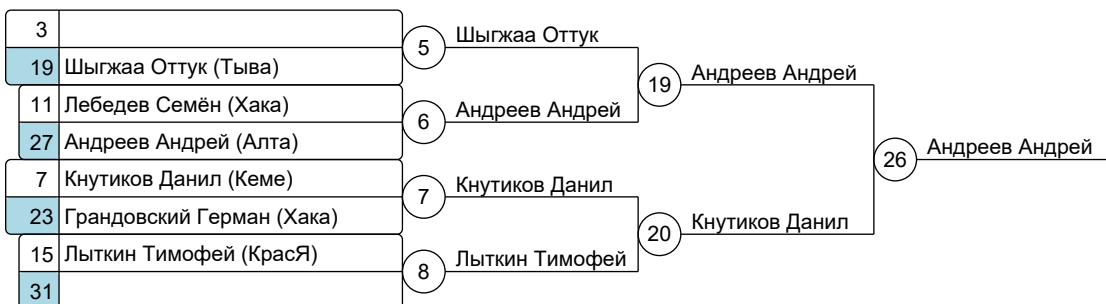 3
19 Шыгжаа Оттук (Тыва)
11 Лебедев Семён (Хака)
27 Андреев Андрей (Алта)
7 Кнутиков Данил (Кеме)
23 Грандовский Герман (Хака)
15 Лыткин Тимофей (КрасЯ)
31
5 Шыгжаа Оттук
6 Андреев Андрей
7 Кнутиков Данил
8 Лыткин Тимофей
19 Андреев Андрей
20 Кнутиков Данил
26 Андреев Андрей